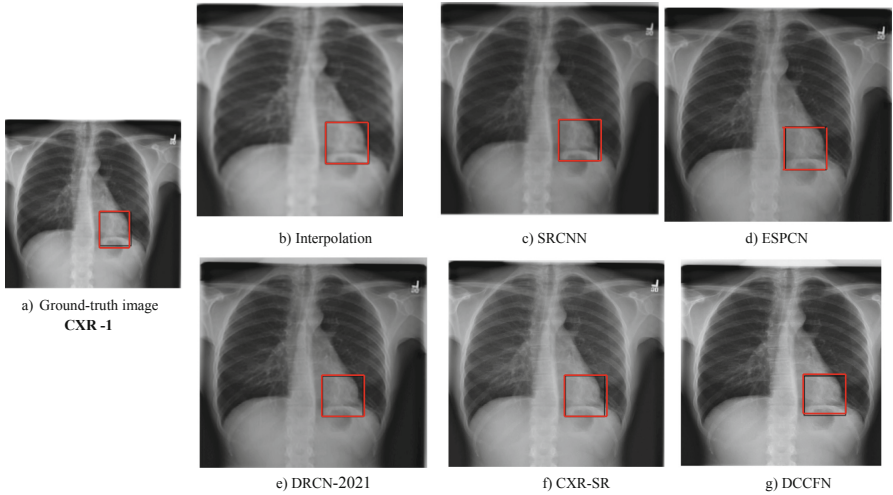 b) Interpolation
c) SRCNN
d) ESPCN
a) Ground-truth image
CXR -1
e) DRCN-2021
f) CXR-SR
g) DCCFN